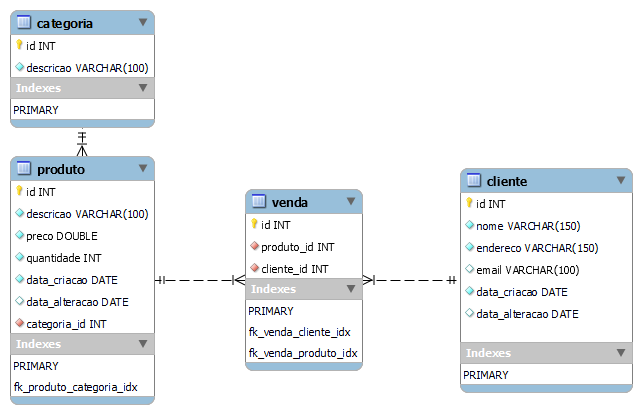 categoria
id INT
descricao VARCHAR(100)
Indexes
PRIMARY
produto
id INT
descricao VARCHAR(100)
preco DOUBLE
quantidade INT
data_criacao DATE
data_alteracao DATE
categoria_id INT
Indexes
PRIMARY
fk_produto_categoria_idx
venda
id INT
produto_id INT
cliente_id INT
Indexes
PRIMARY
fk_venda_cliente_idx
fk_venda_produto_idx
cliente
id INT
nome VARCHAR(150)
endereco VARCHAR(150)
email VARCHAR(100)
data_criacao DATE
data_alteracao DATE
Indexes
PRIMARY